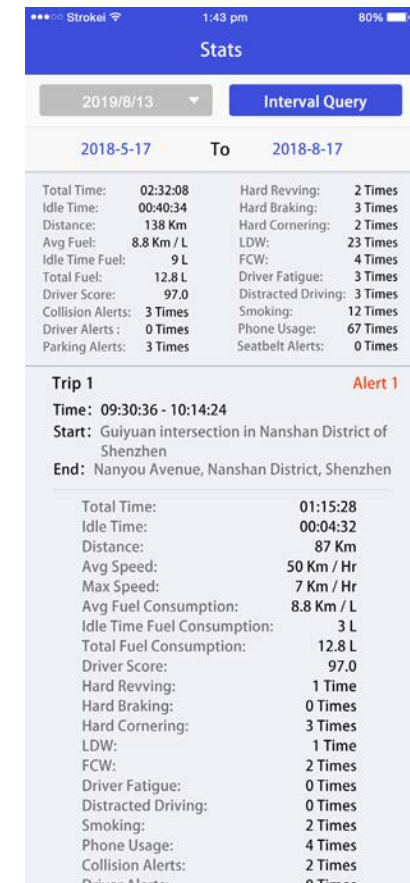 Strokei 1:43 pm 80%
Stats
2019/8/13 Interval Query
2018-5-17 To 2018-8-17
Total Time: 02:32:08 Hard Revving: 2 Times
Idle Time: 00:40:34 Hard Braking: 3 Times
Distance: 138 Km Hard Cornering: 2 Times
Avg Fuel: 8.8 Km / L LDW: 23 Times
Idle Time Fuel: 9 L FCW: 4 Times
Total Fuel: 12.8 L Driver Fatigue: 3 Times
Driver Score: 97.0 Distracted Driving: 3 Times
Collision Alerts: 3 Times Smoking: 12 Times
Driver Alerts : 0 Times Phone Usage: 67 Times
Parking Alerts: 3 Times Seatbelt Alerts: 0 Times
Trip 1 Alert 1
Time: 09:30:36 - 10:14:24
Start: Guiyuan intersection in Nanshan District of
Shenzhen
End: Nanyou Avenue, Nanshan District, Shenzhen
Total Time: 01:15:28
Idle Time: 00:04:32
Distance: 87 Km
Avg Speed: 50 Km / Hr
Max Speed: 7 Km / Hr
Avg Fuel Consumption: 8.8 Km / L
Idle Time Fuel Consumption: 3 L
Total Fuel Consumption: 12.8 L
Driver Score: 97.0
Hard Revving: 1 Time
Hard Braking: 0 Times
Hard Cornering: 3 Times
LDW: 1 Time
FCW: 2 Times
Driver Fatigue: 0 Times
Distracted Driving: 0 Times
Smoking: 2 Times
Phone Usage: 4 Times
Collision Alerts: 2 Times
Driver Alerts: 0 Times